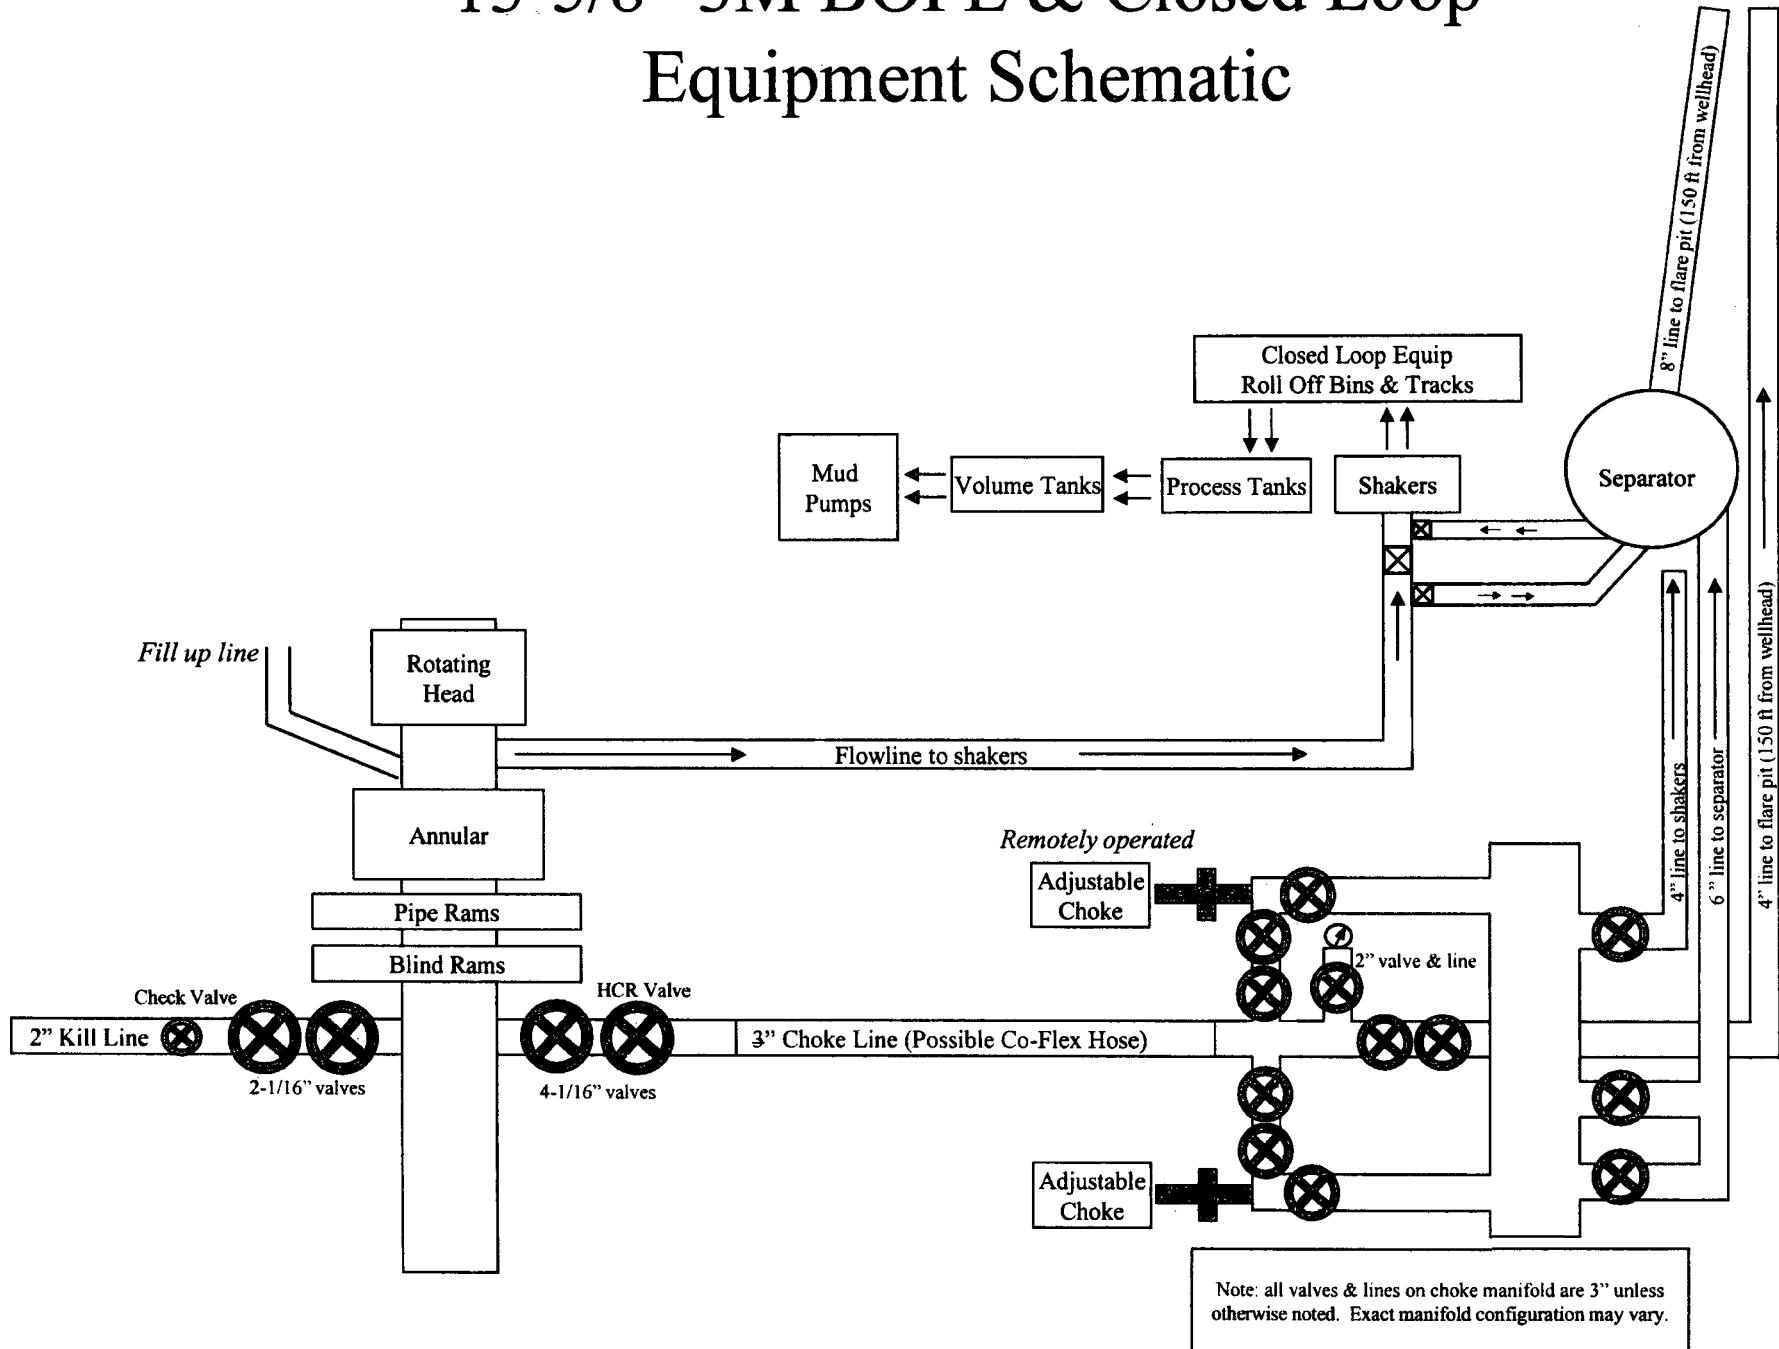 BOPE & Closed Loop
Equipment Schematic
8” line to flare pit (150 ft from wellhead)
Closed Loop Equip
Roll Off Bins & Tracks
Mud
Pumps
Volume Tanks
Process Tanks
Shakers
Separator
Fill up line
Rotating
Head
Flowline to shakers
4” line to shakers
6” line to separator
4” line to flare pit (150 ft from wellhead)
Annular
Remotely operated
Adjustable
Choke
Pipe Rams
Blind Rams
2” valve & line
Check Valve
HCR Valve
2” Kill Line
3” Choke Line (Possible Co-Flex Hose)
2-1/16” valves
4-1/16” valves
Adjustable
Choke
Note: all valves & lines on choke manifold are 3” unless
otherwise noted. Exact manifold configuration may vary.